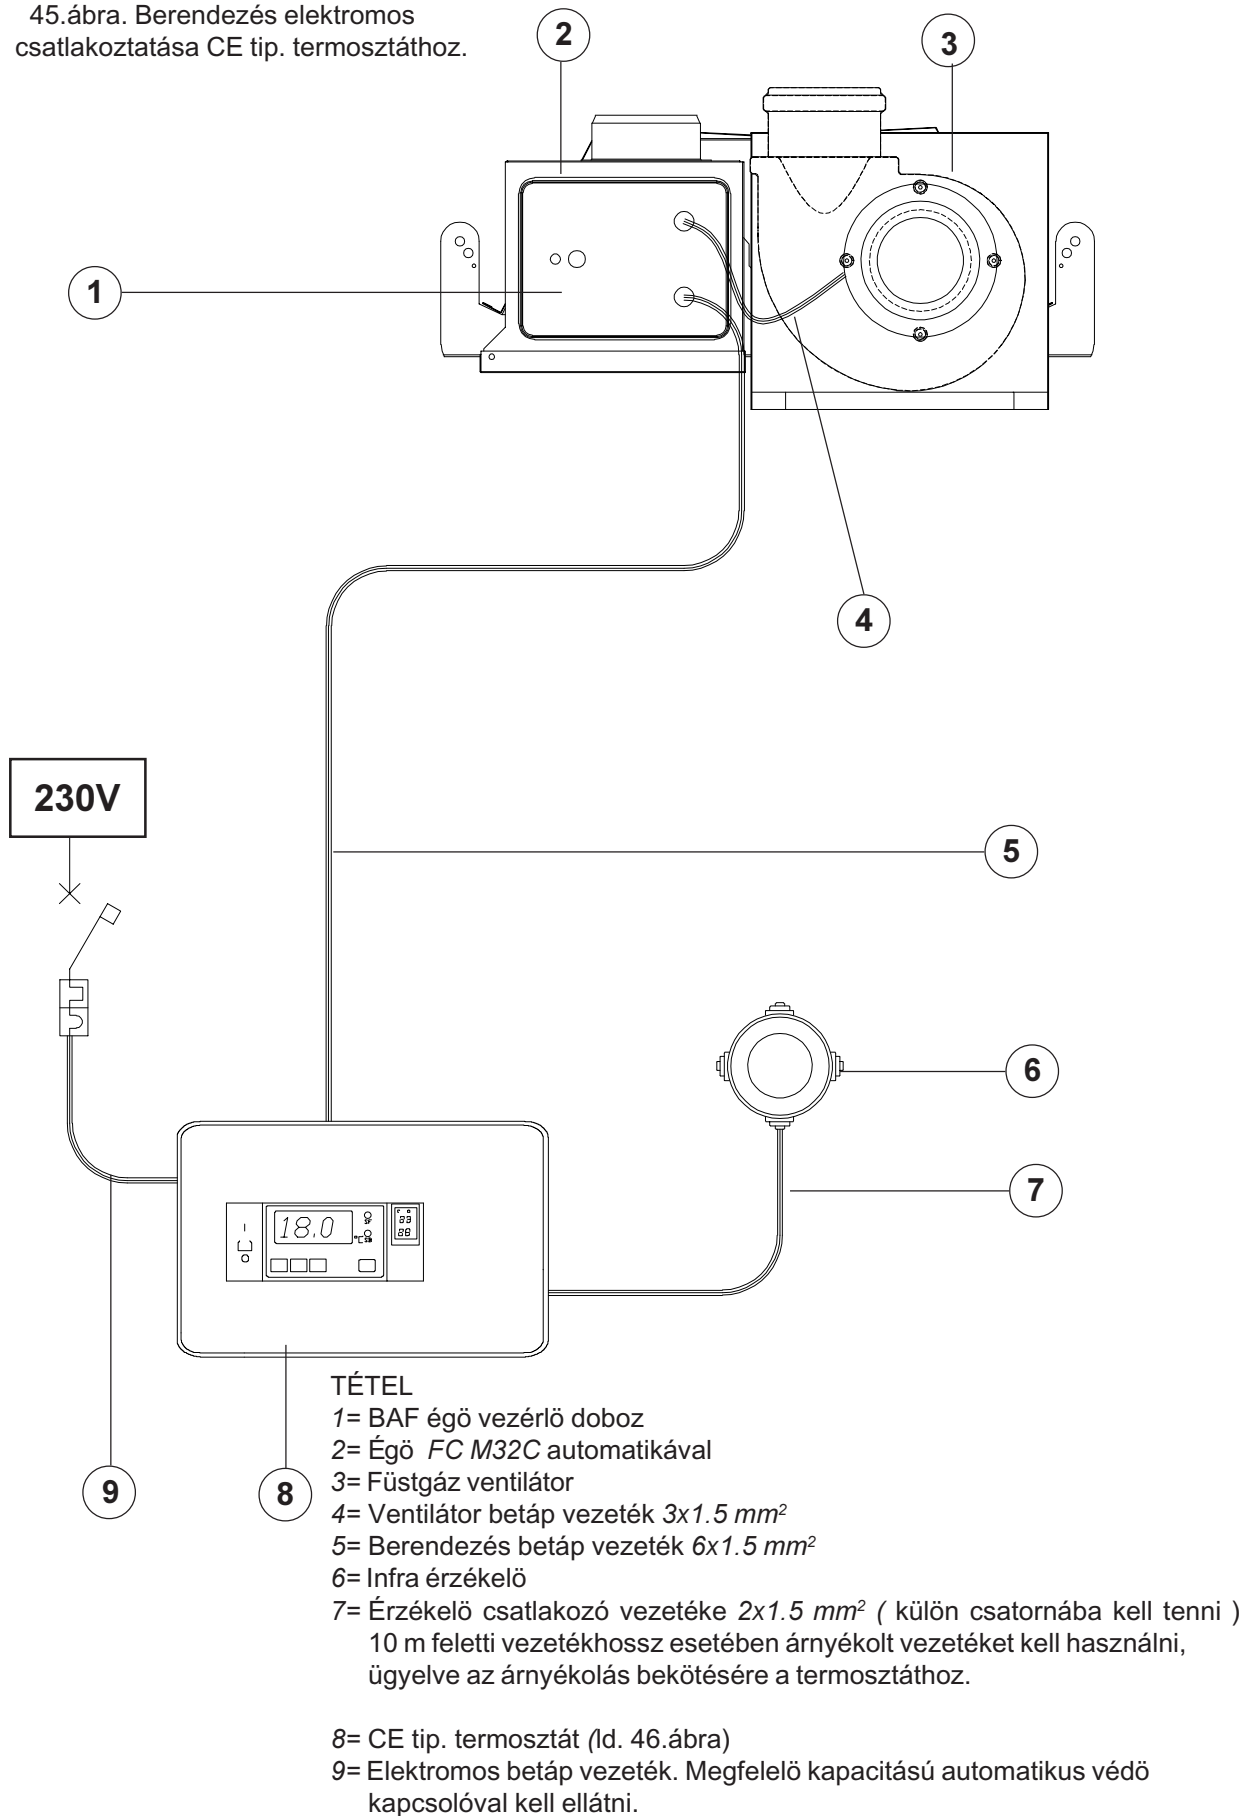 45.ábra. Berendezés elektromos
csatlakoztatása CE tip. termosztáthoz.
2
3
1
4
230V
5
6
7
18.0
°C
SF
SB
03
08
9
8
TÉTEL
1= BAF égö vezérlö doboz
2= Égö FC M32C automatikával
3= Füstgáz ventilátor
4= Ventilátor betáp vezeték 3x1.5 mm²
5= Berendezés betáp vezeték 6x1.5 mm²
6= Infra érzékelö
7= Érzékelö csatlakozó vezetéke 2x1.5 mm² ( külön csatornába kell tenni )
10 m feletti vezetékhossz esetében árnyékolt vezetéket kell használni,
ügyelve az árnyékolás bekötésére a termosztáthoz.
8= CE tip. termosztát (ld. 46.ábra)
9= Elektromos betáp vezeték. Megfelelö kapacitású automatikus védö
kapcsolóval kell ellátni.